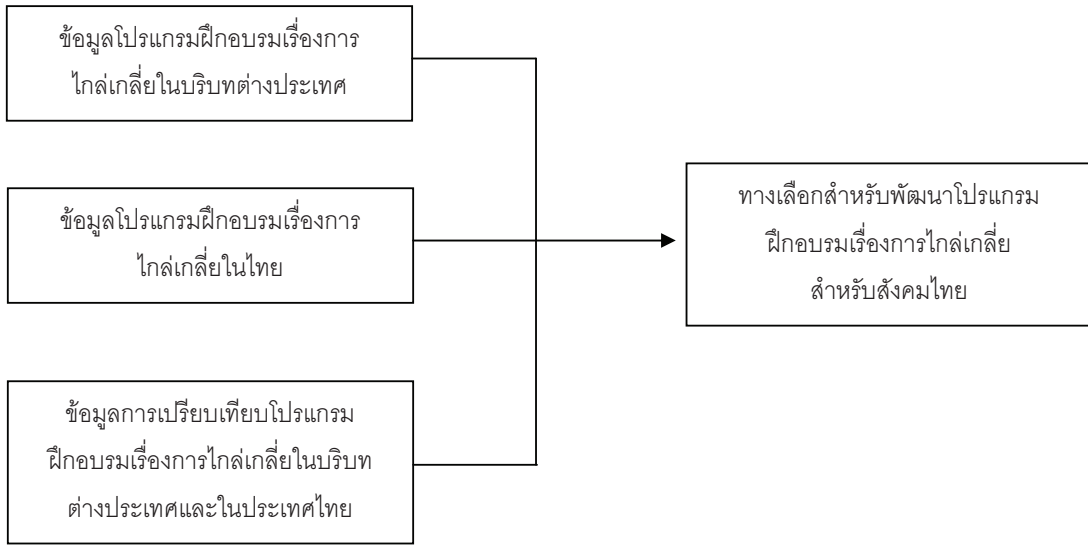 ข้อมูลโปรแกรมฝึกอบรมเรื่องการ
ไกล่เกลี่ยในบริบทต่างประเทศ
ข้อมูลโปรแกรมฝึกอบรมเรื่องการ
ไกล่เกลี่ยในไทย
ข้อมูลการเปรียบเทียบโปรแกรม
ฝึกอบรมเรื่องการไกล่เกลี่ยในบริบท
ต่างประเทศและในประเทศไทย
ทางเลือกสำหรับพัฒนาโปรแกรม
ฝึกอบรมเรื่องการไกล่เกลี่ย
สำหรับสังคมไทย